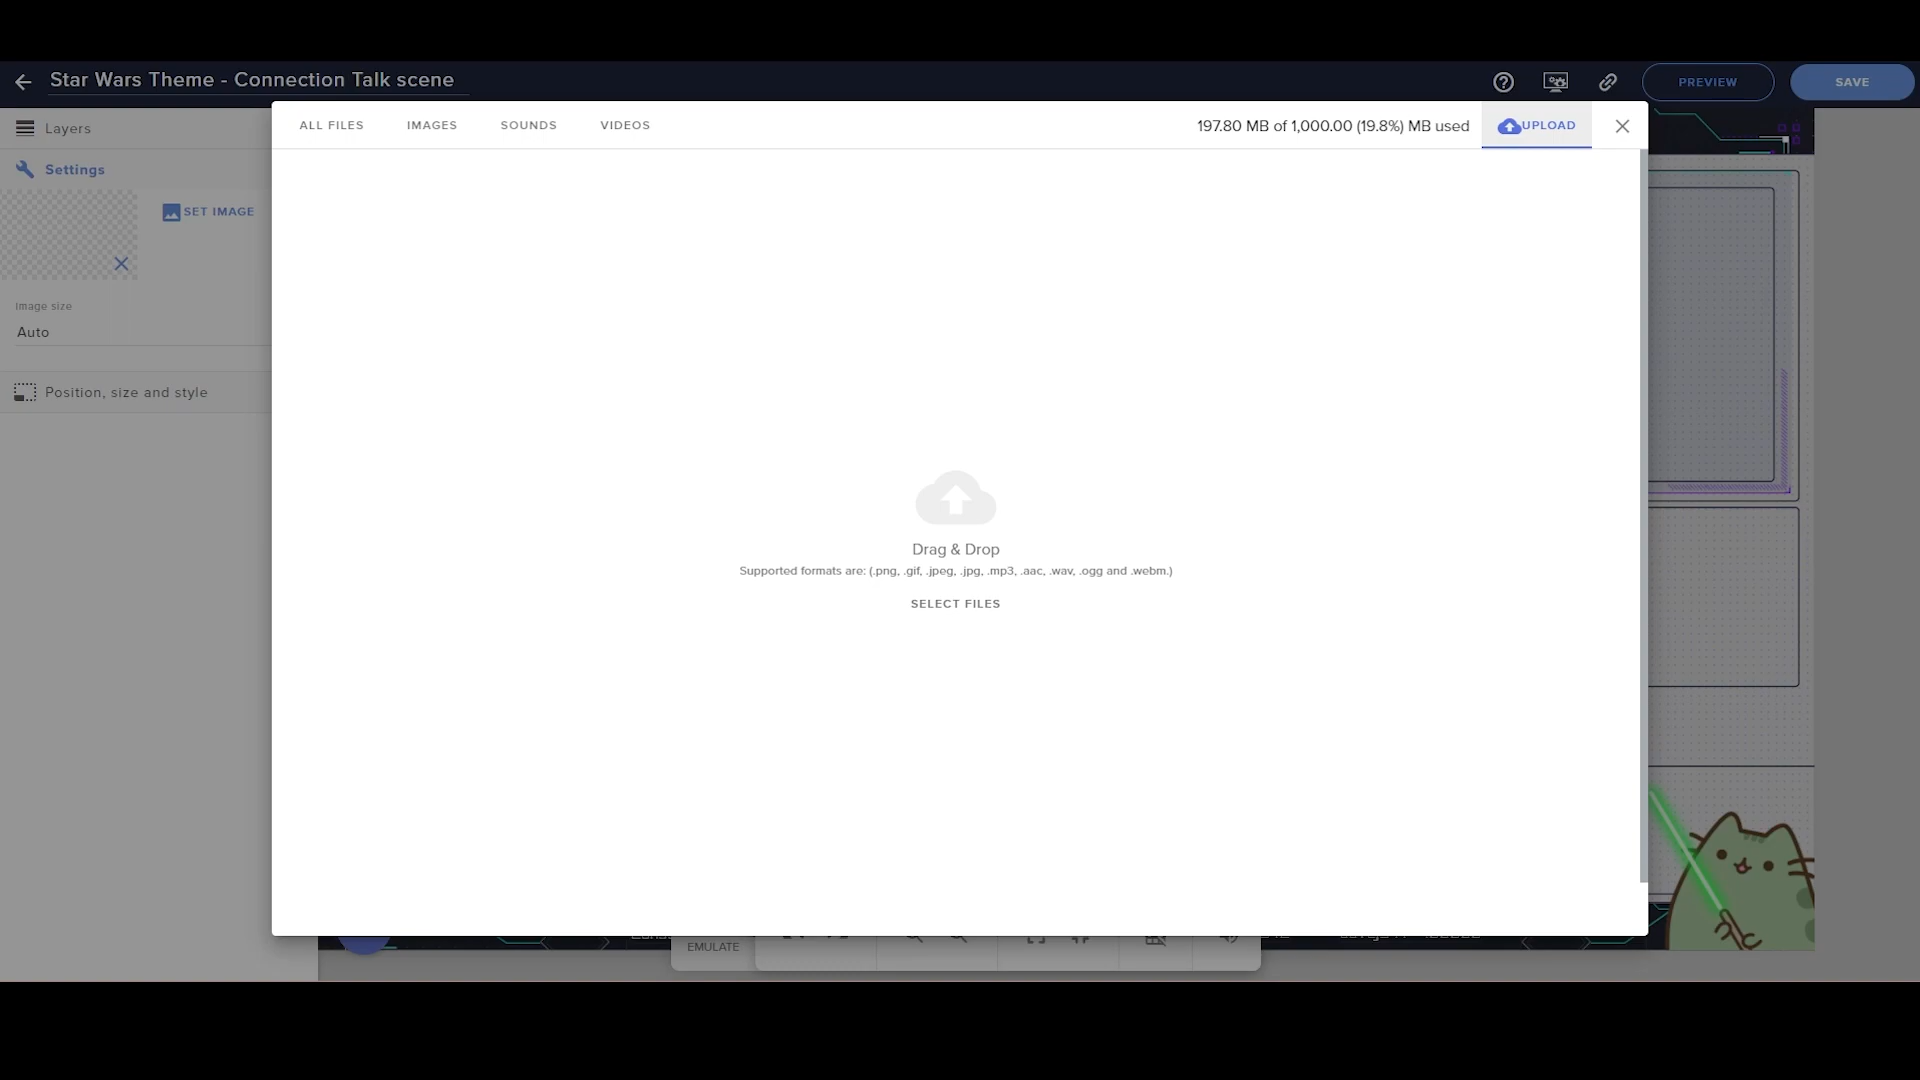 Star Wars Theme - Connection Talk scene
PREVIEW
SAVE
Layers
Settings
SET IMAGE
Image size
Auto
Position, size and style
ALL FILES
IMAGES
SOUNDS
VIDEOS
197.80 MB of 1,000.00 (19.8%) MB used
UPLOAD
Drag & Drop
Supported formats are: (.png, .gif, .jpeg, .jpg, .mp3, .aac, .wav, .ogg and .webm.)
SELECT FILES
EMULATE